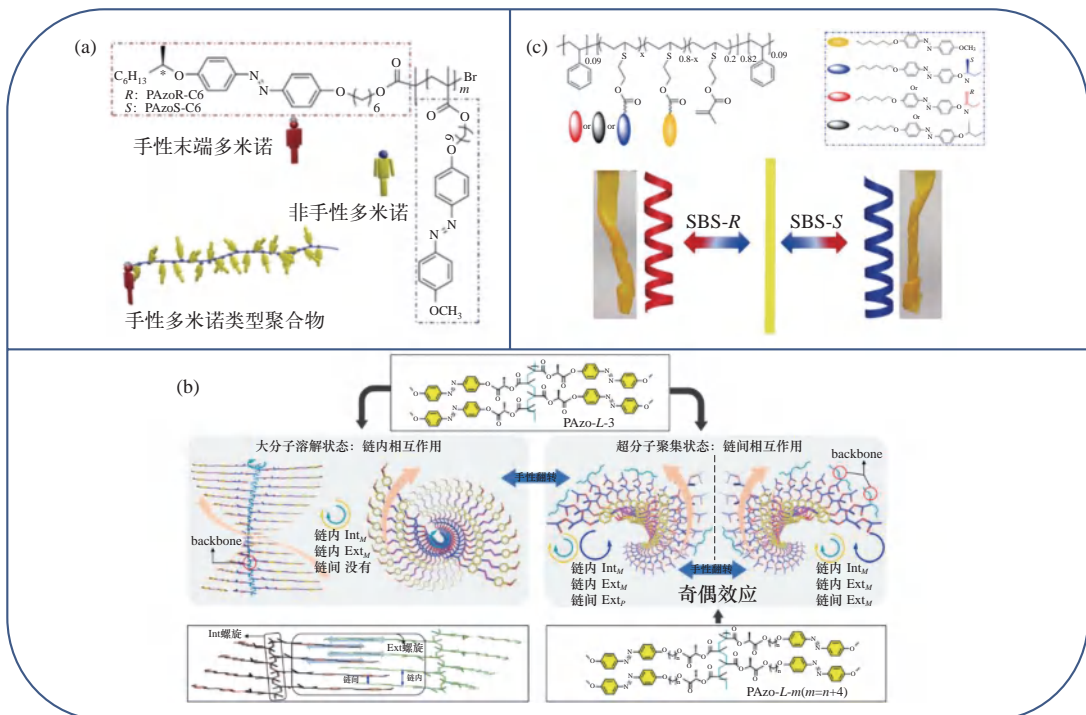 (a)
C6H13
*
O
N
N
O
6
O
O
m
Br
R: PAzoR-C6
S: PAzoS-C6
O
O
6
O
N
N
OCH3
手性末端多米诺
非手性多米诺
手性多米诺类型聚合物
(c)
0.09
S
x
S
0.8-x
S
0.2
0.82
0.09
O
O
O
O
O
O
or
or
O
N
N
OCH3
O
N
N
O
S
Or
O
N
N
O
R
Or
O
N
N
O
SBS-R
SBS-S
(b)
PAzo-L-3
大分子溶解状态：链内相互作用
超分子聚集状态：链间相互作用
backbone
手性翻转
backbone
链内 IntM
链内 ExtM
链间 没有
链内 IntM
链内 ExtM
链间 ExtP
手性翻转
奇偶效应
链内 IntM
链内 ExtM
链间 ExtM
Int螺旋
Ext螺旋
链间
链内
PAzo-L-m(m=n+4)